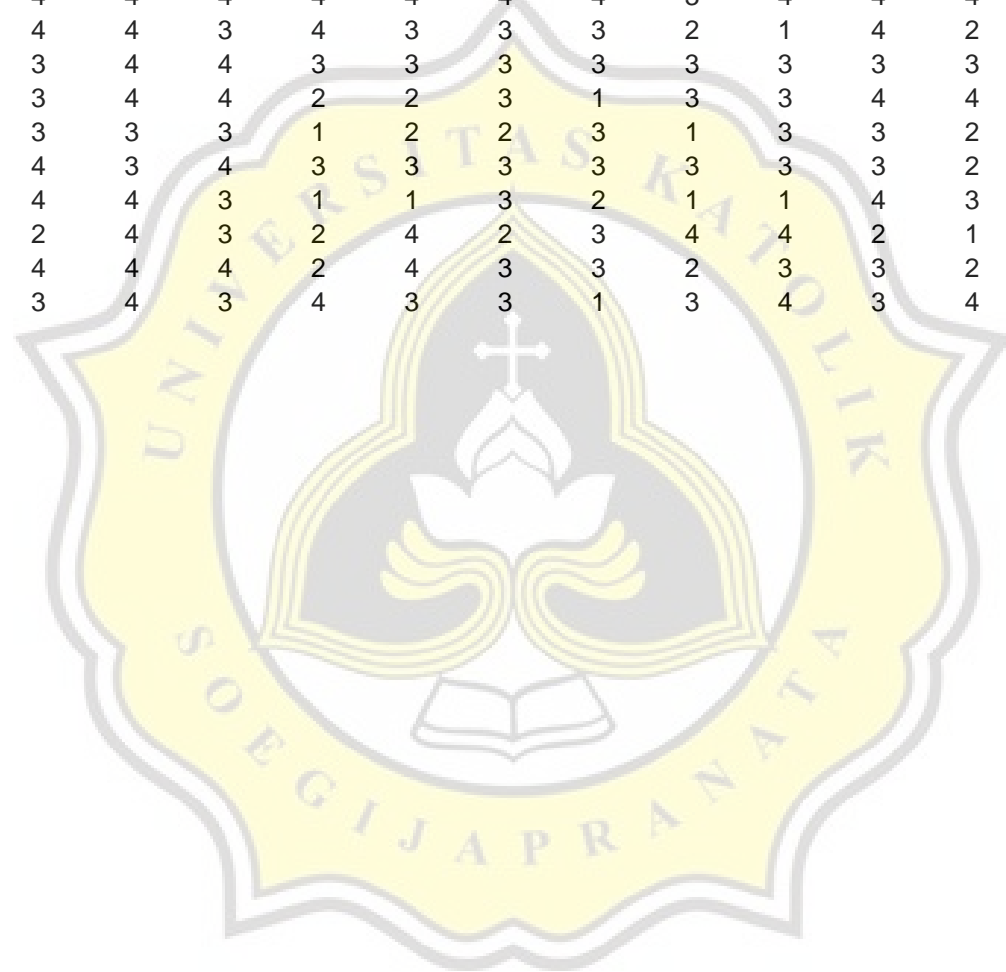 4 4 3 4 3 3 3 2 1 4 2
3 4 4 3 3 3 3 3 3 3 3
3 4 4 2 2 3 1 3 3 4 4
3 3 3 1 2 2 3 1 3 3 2
4 3 4 3 3 3 3 3 3 3 2
4 4 3 1 1 3 2 1 1 4 3
2 4 3 2 4 2 3 4 4 2 1
4 4 4 2 4 3 3 2 3 3 2
3 4 3 4 3 3 1 3 4 3 4
UNIVERSITAS KATOLIK
SOEGIJAPRANATA